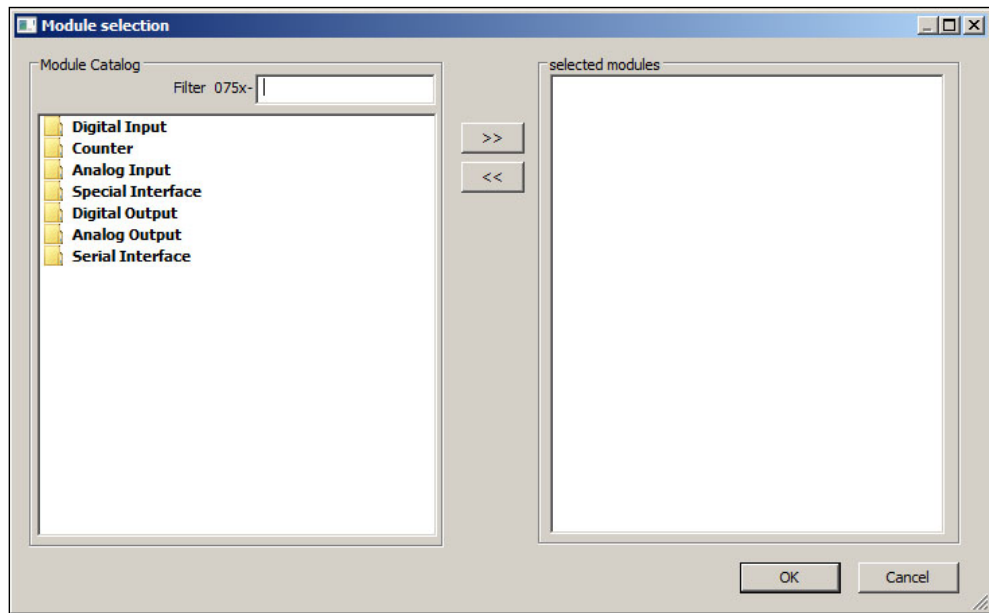 Module selection
Module Catalog
Filter 075x-
Digital Input
Counter
Analog Input
Special Interface
Digital Output
Analog Output
Serial Interface
>>
<<
selected modules
OK
Cancel